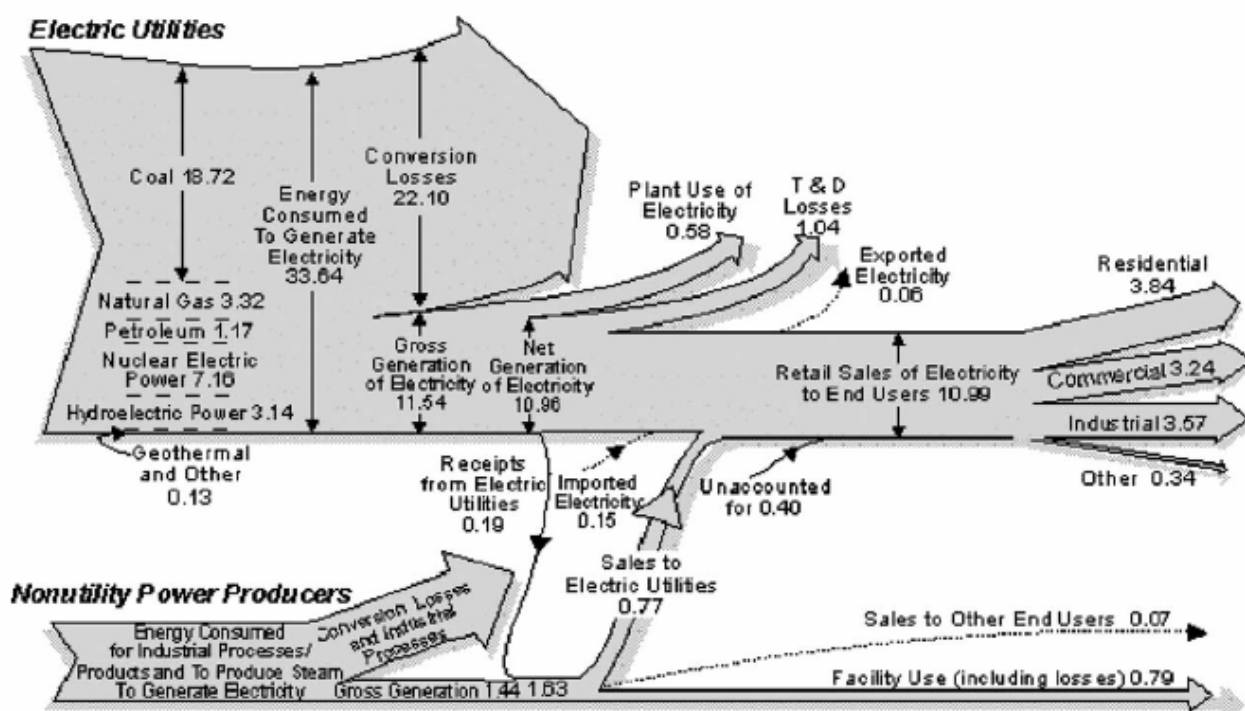 Electric Utilities
Coal 18.72
Energy
Consumed
To Generate
Electricity
33.64
Conversion
Losses
22.10
Plant Use of
Electricity
0.58
T & D
Losses
1.04
Exported
Electricity
0.06
Residential
3.84
Natural Gas 3.32
Petroleum 1.17
Nuclear Electric
Power 7.16
Hydroelectric Power 3.14
Geothermal
and Other
0.13
Gross
Generation
of Electricity
11.54
Net
Generation
of Electricity
10.96
Retail Sales of Electricity
to End Users 10.99
Commercial 3.24
Industrial 3.57
Other 0.34
Receipts
from Electric
Utilities
0.19
Imported
Electricity
0.15
Unaccounted
for 0.40
Sales to
Electric Utilities
0.77
Nonutility Power Producers
Energy Consumed
for Industrial Processes/
Products and To Produce Steam
To Generate Electricity
Conversion Losses
and Industrial
Processes
Gross Generation 1.44 1.63
Sales to Other End Users 0.07
Facility Use (including losses) 0.79